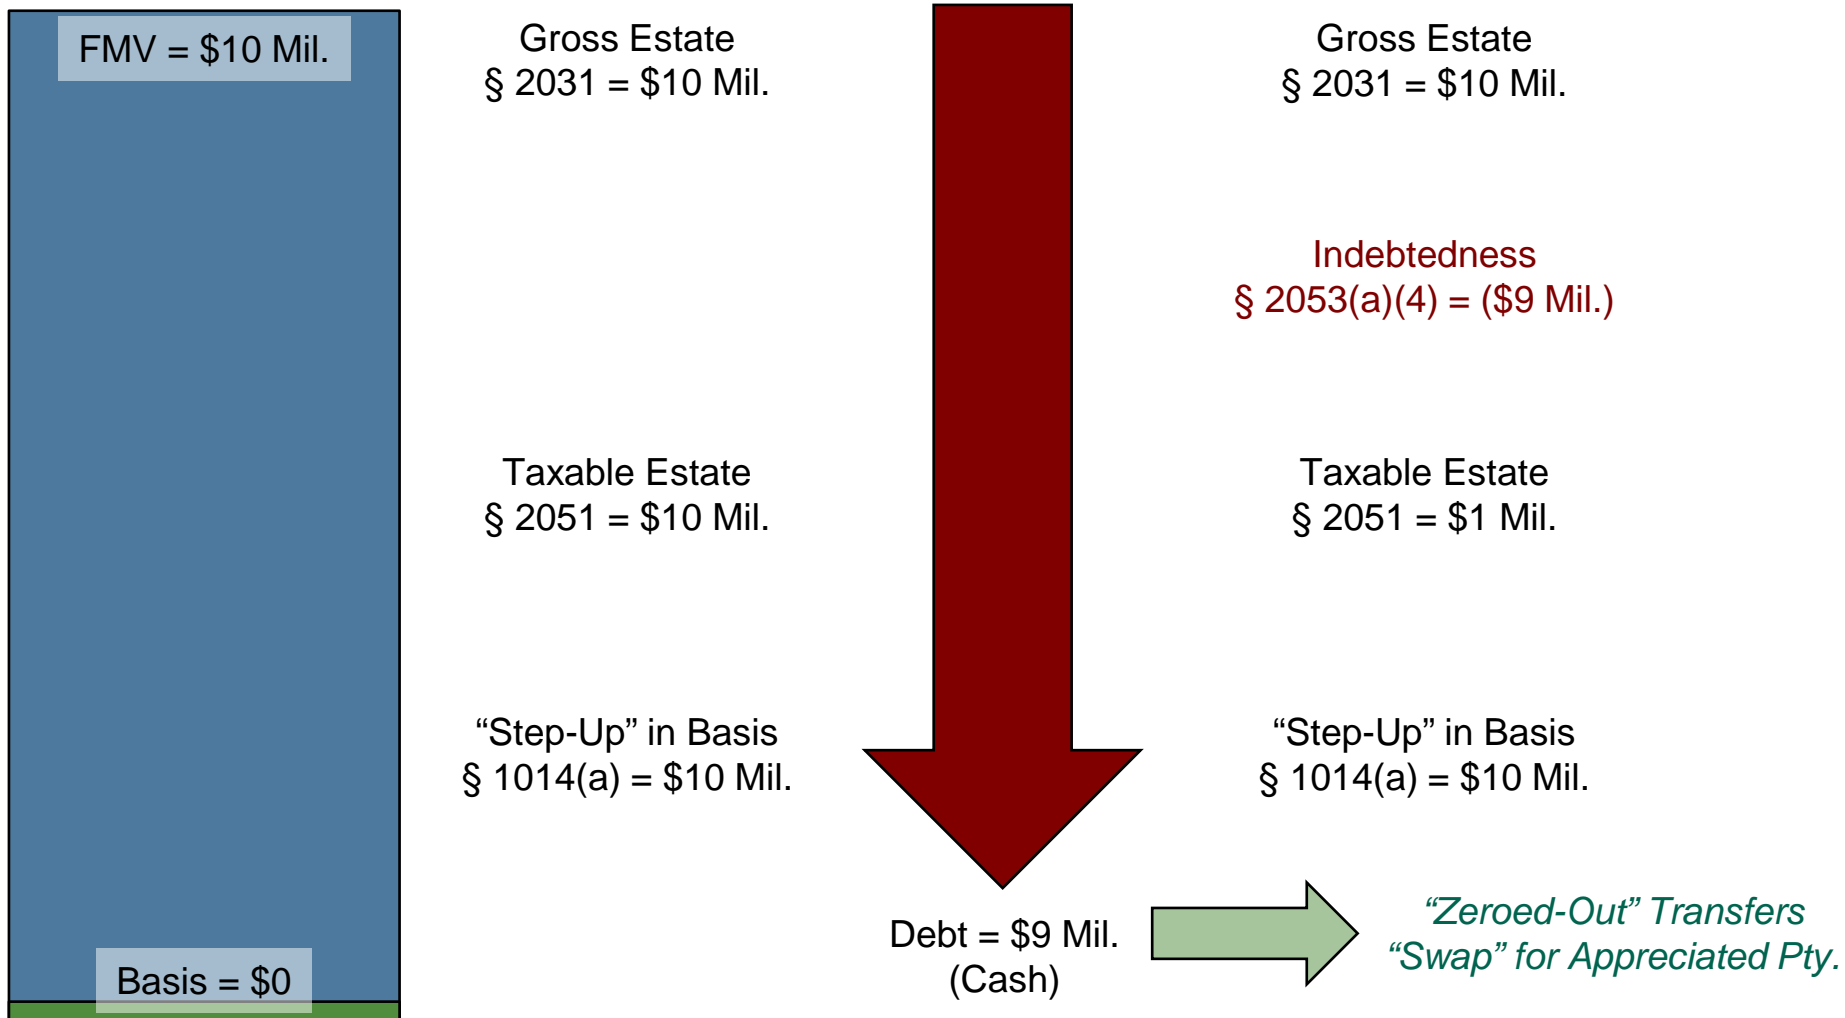 FMV = $10 Mil.
Basis = $0
Gross Estate
§ 2031 = $10 Mil.
Taxable Estate
§ 2051 = $10 Mil.
“Step-Up” in Basis
§ 1014(a) = $10 Mil.
Debt = $9 Mil.
(Cash)
Gross Estate
§ 2031 = $10 Mil.
Indebtedness
§ 2053(a)(4) = ($9 Mil.)
Taxable Estate
§ 2051 = $1 Mil.
“Step-Up” in Basis
§ 1014(a) = $10 Mil.
“Zeroed-Out” Transfers
“Swap” for Appreciated Pty.